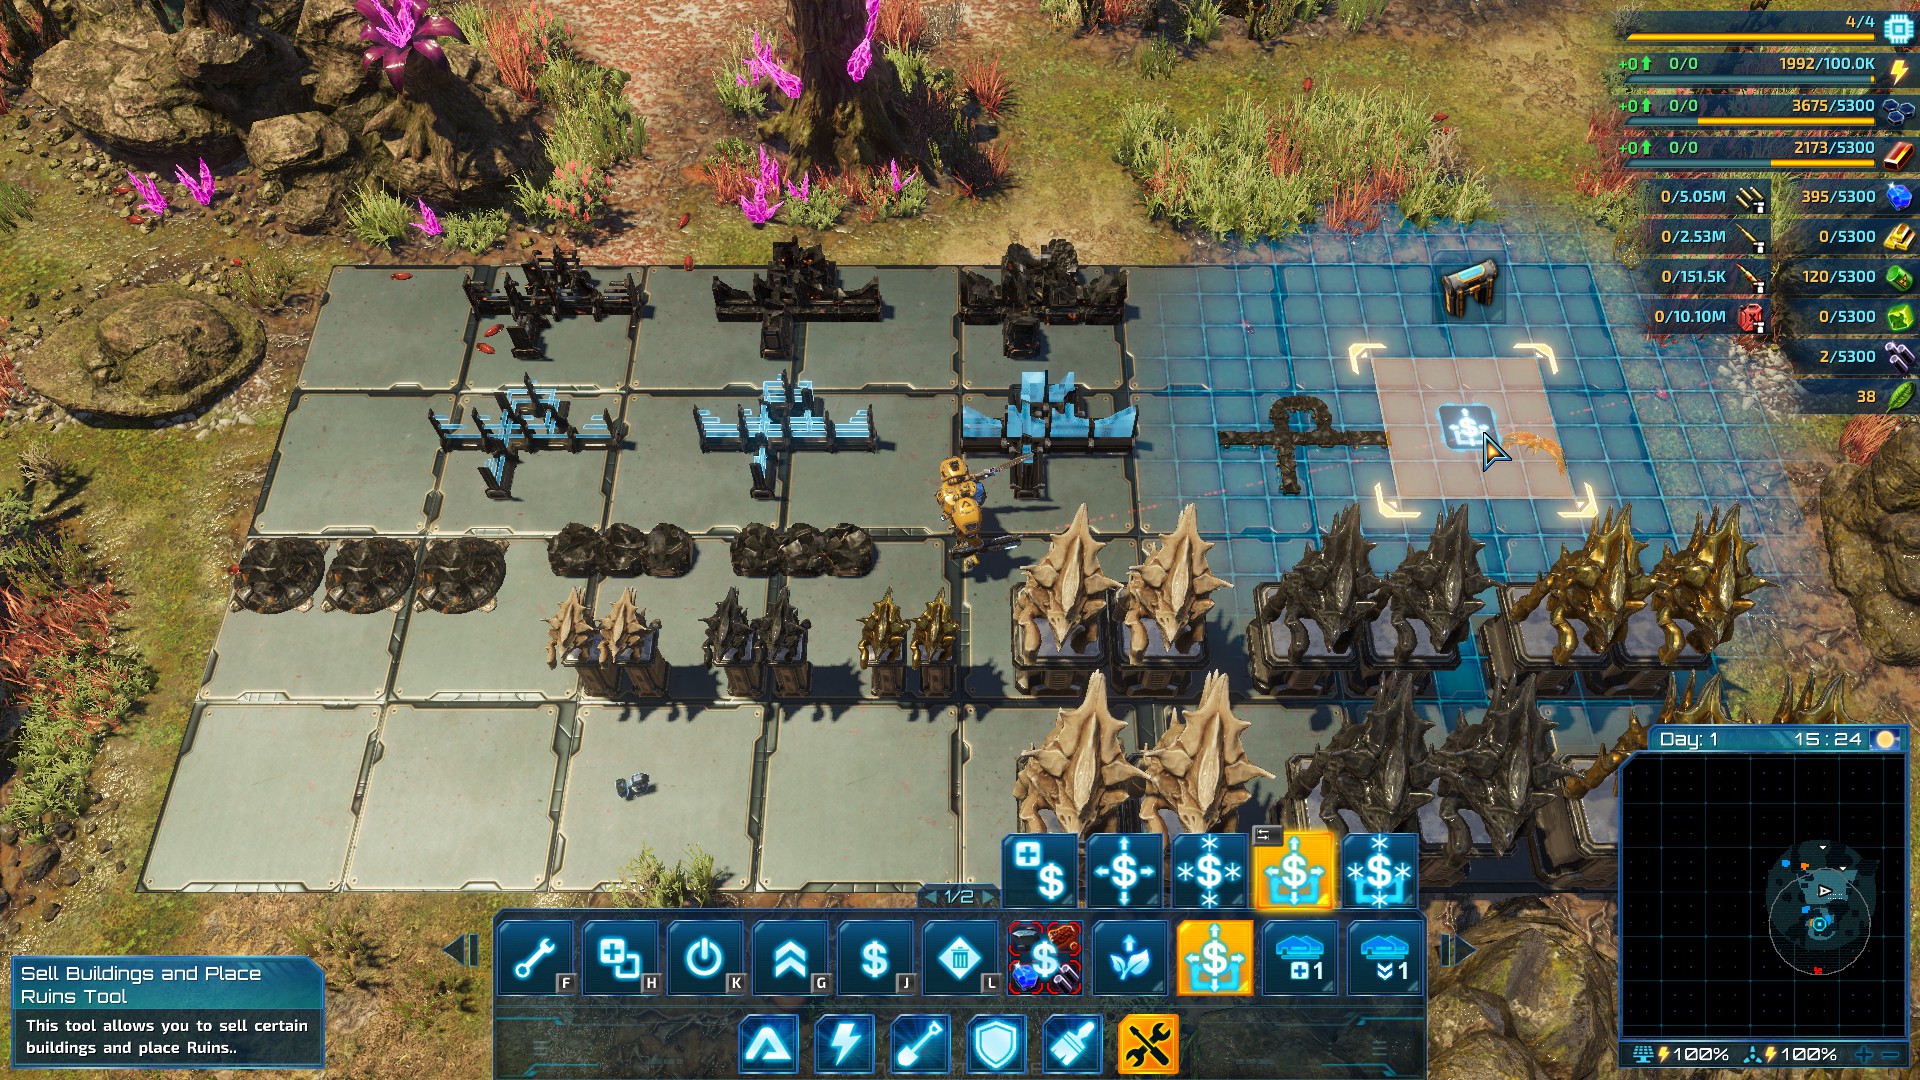 4/4
+0 0/0 1992/100.0K
+0 0/0 3675/5300
+0 0/0 2173/5300
0/5.05M 395/5300
0/2.53M 0/5300
0/151.5K 120/5300
0/10.10M 0/5300
2/5300
38
Day: 1 15:24
1/2
F H K G J L +1 1
Sell Buildings and Place
Ruins Tool
This tool allows you to sell certain
buildings and place Ruins..
100% 100%